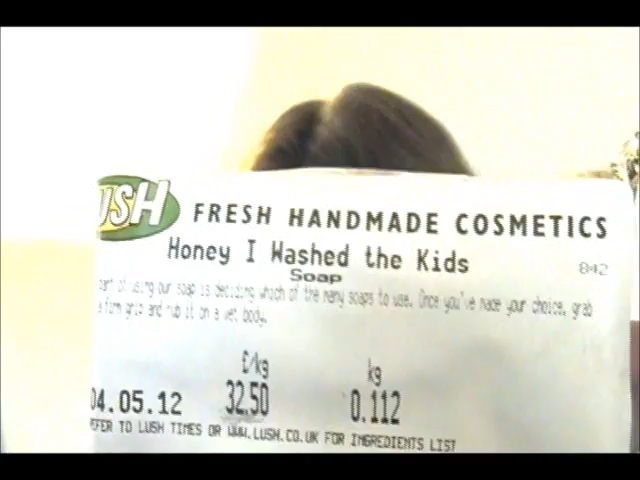 USH
FRESH HANDMADE COSMETICS
Honey I Washed the Kids
842
Soap
part of using our soap is deciding which of the many soaps to use. Once you've made your choice, grab
a firm grip and rub it on a wet body.
£/kg kg
04.05.12 32.50 0.112
EFER TO LUSH TIMES OR WWW.LUSH.CO.UK FOR INGREDIENTS LIST